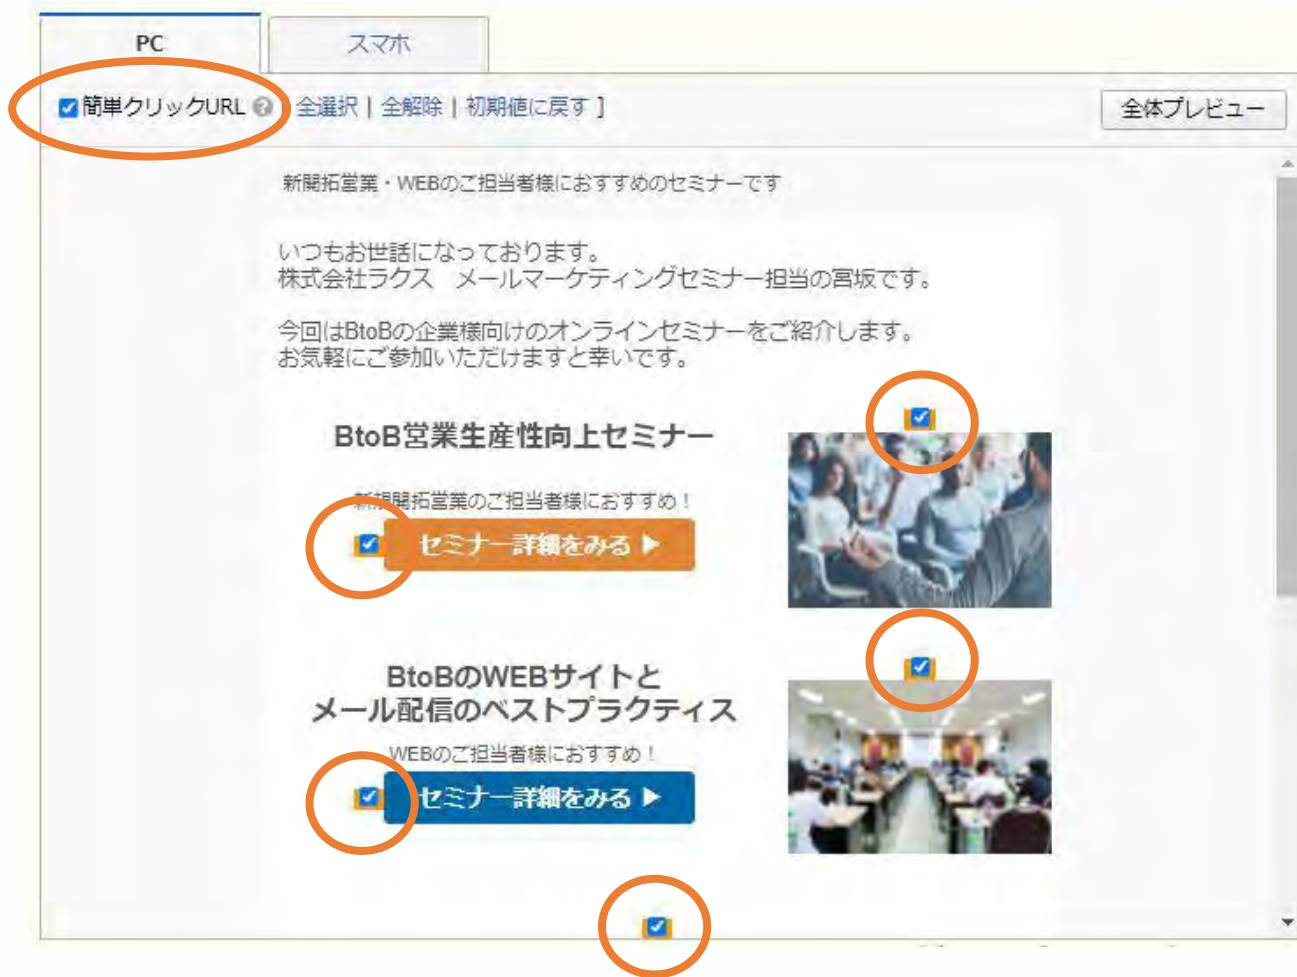 PC
スマホ
簡単クリックURL
全選択 | 全解除 | 初期値に戻す ]
全体プレビュー
新開拓営業・WEBのご担当者様におすすめのセミナーです
いつもお世話になっております。
株式会社ラクス　メールマーケティングセミナー担当の宮坂です。
今回はBtoBの企業様向けのオンラインセミナーをご紹介します。
お気軽にご参加いただけますと幸いです。
BtoB営業生産性向上セミナー
新規開拓営業のご担当者様におすすめ！
セミナー詳細をみる ▶
BtoBのWEBサイトと
メール配信のベストプラクティス
WEBのご担当者様におすすめ！
セミナー詳細をみる ▶